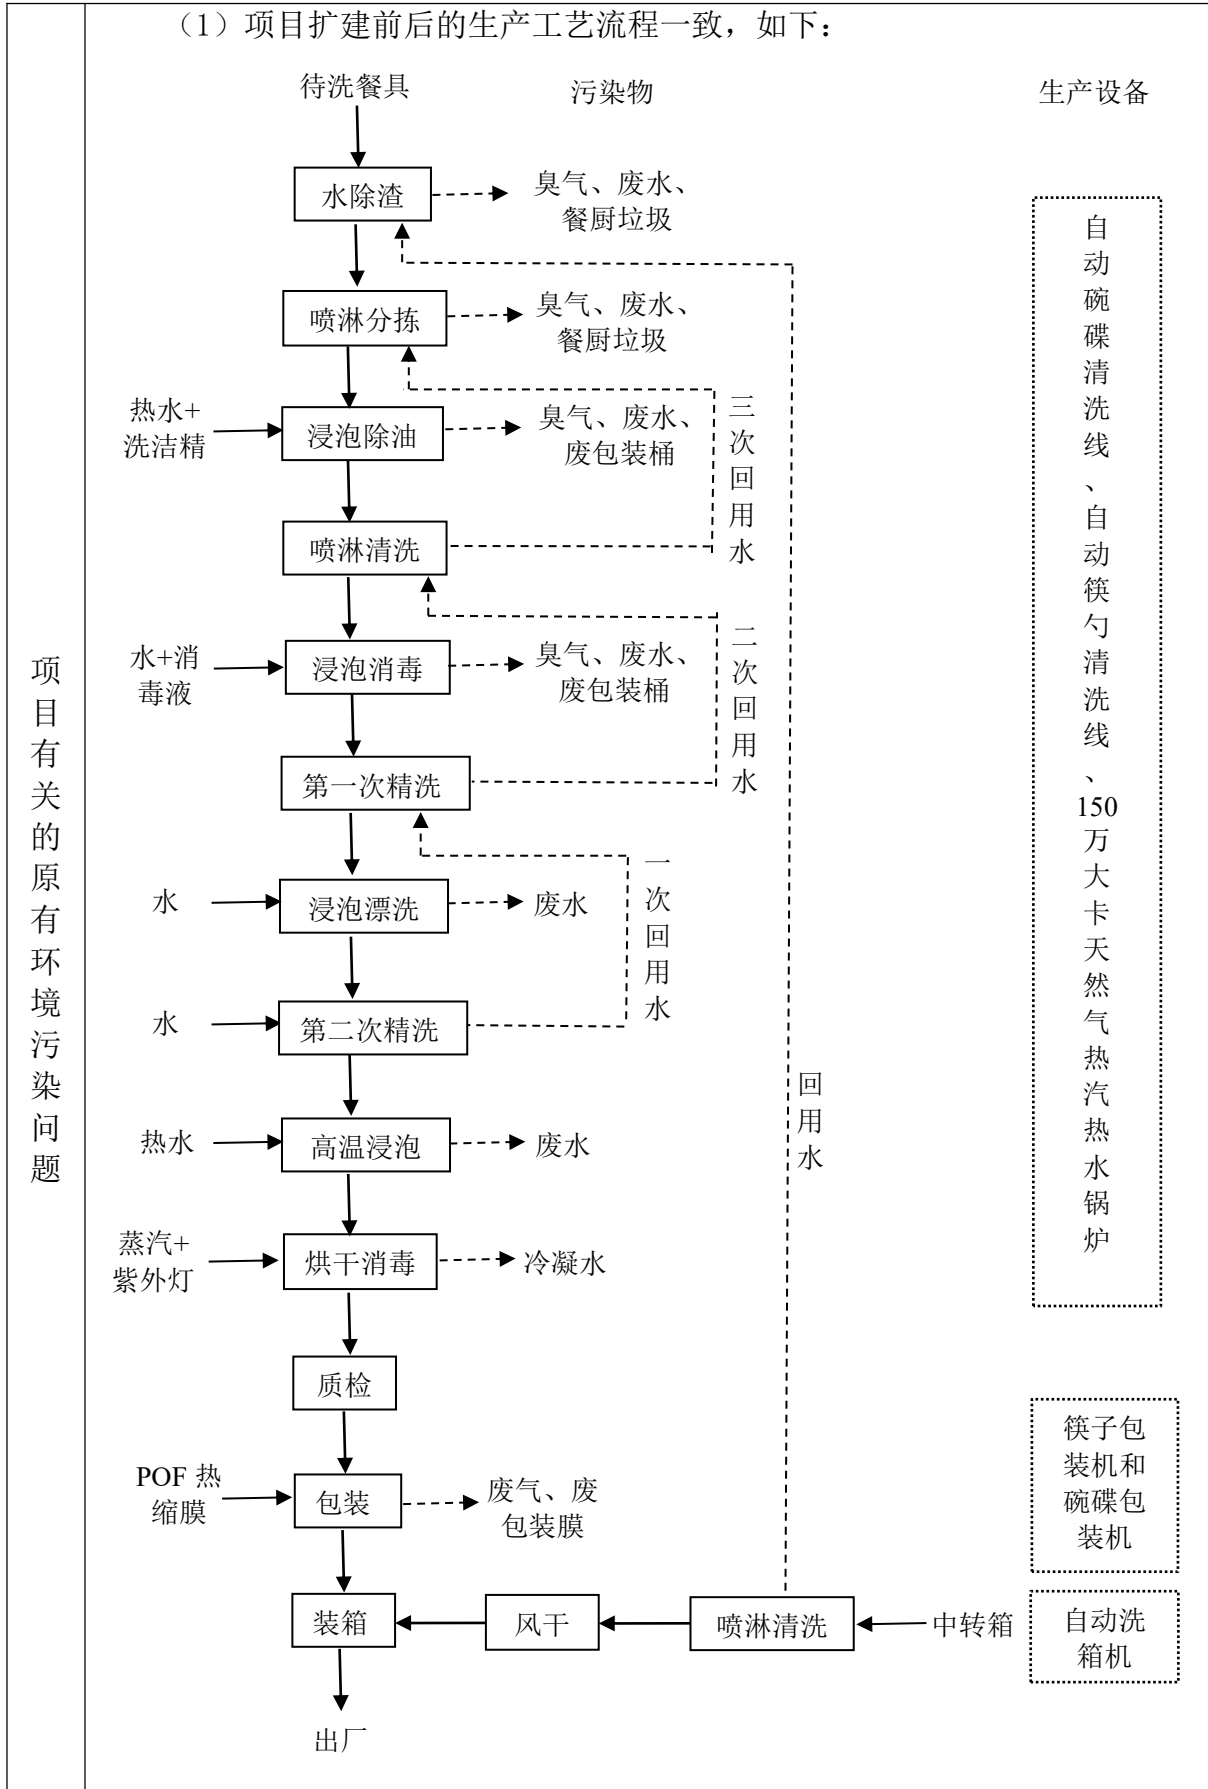 （1）项目扩建前后的生产工艺流程一致，如下：
待洗餐具
污染物
生产设备
水除渣
臭气、废水、
餐厨垃圾
喷淋分拣
臭气、废水、
餐厨垃圾
热水+
洗洁精
浸泡除油
臭气、废水、
废包装桶
喷淋清洗
三次回用水
水+消
毒液
浸泡消毒
臭气、废水、
废包装桶
二次回用水
第一次精洗
水
浸泡漂洗
废水
一次回用水
水
第二次精洗
热水
高温浸泡
废水
回用水
蒸汽+
紫外灯
烘干消毒
冷凝水
质检
POF 热
缩膜
包装
废气、废
包装膜
装箱
风干
喷淋清洗
中转箱
出厂
自动碗碟清洗线、自动筷勺清洗线、150万大卡天然气热汽热水锅炉
筷子包
装机和
碗碟包
装机
自动洗
箱机
项目有关的原有环境污染问题